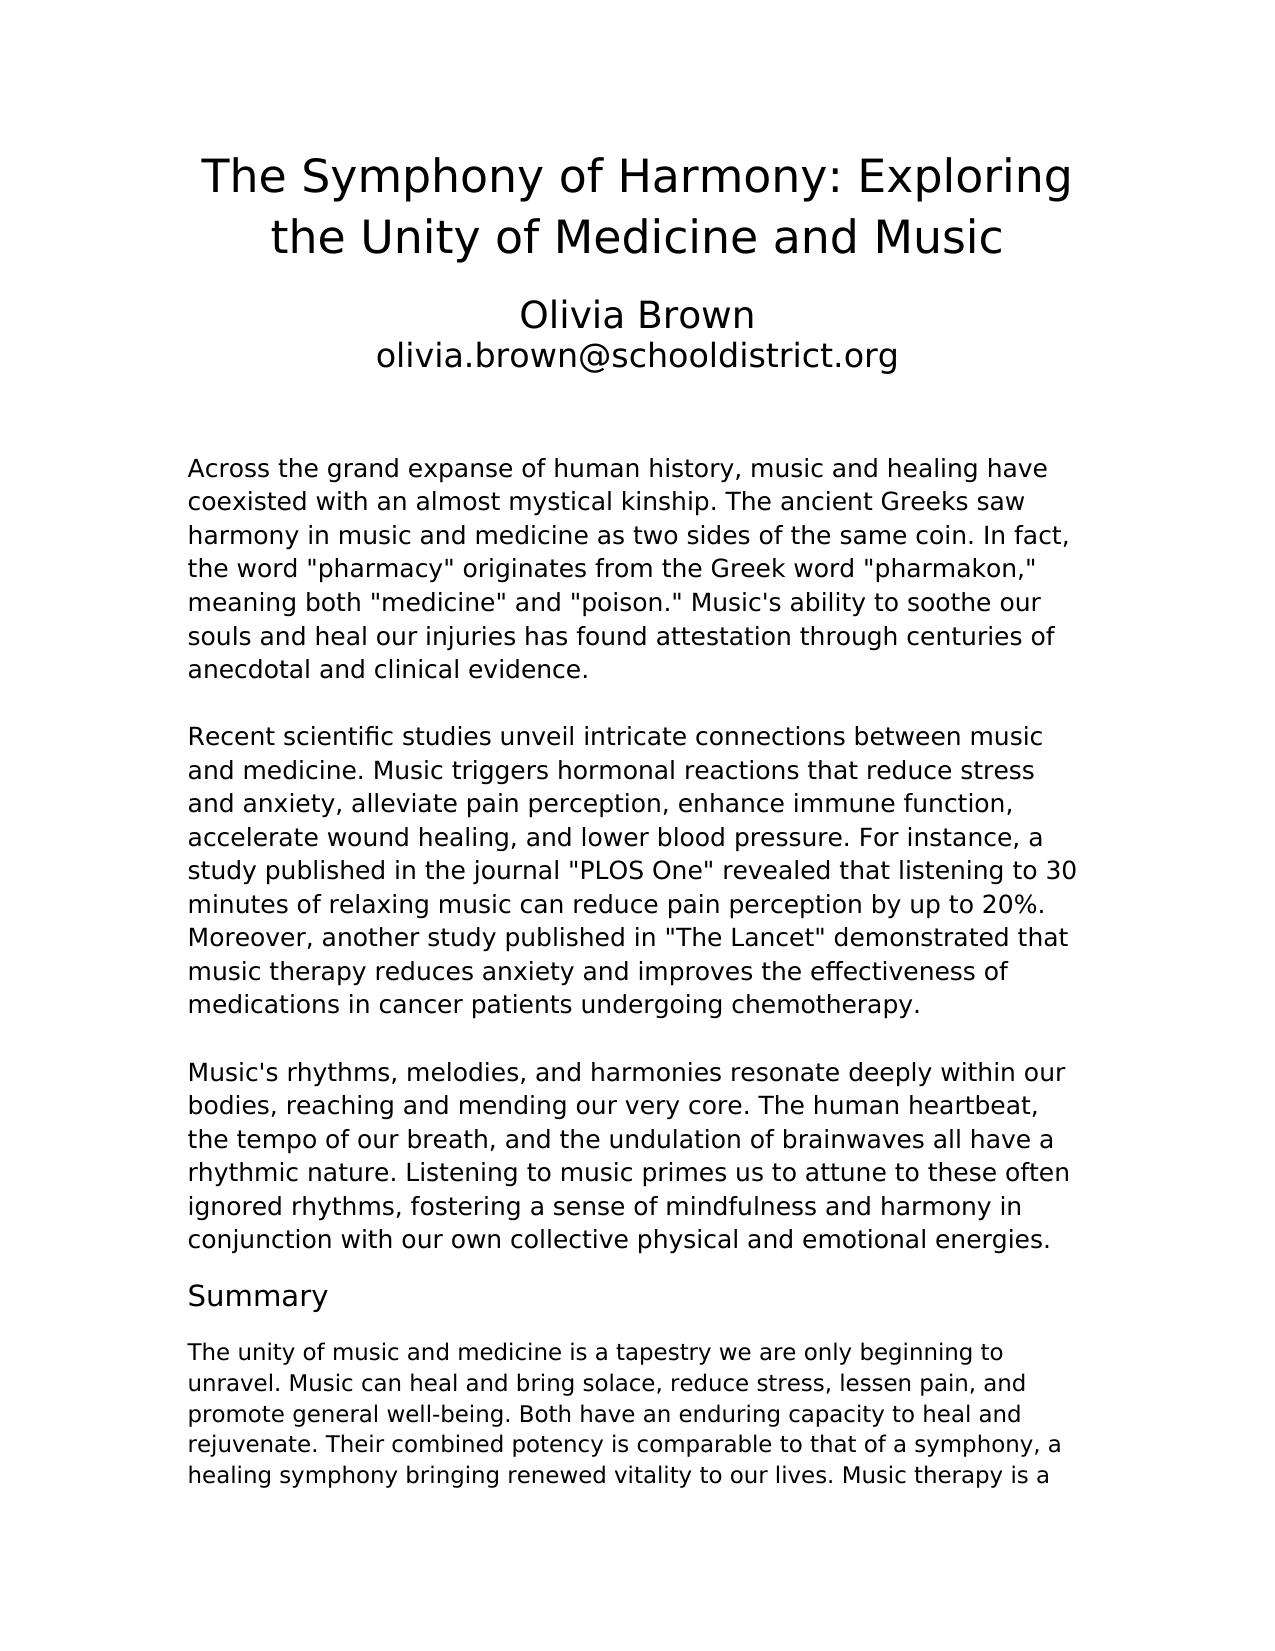 The Symphony of Harmony: Exploring
the Unity of Medicine and Music
Olivia Brown
olivia.brown@schooldistrict.org
Across the grand expanse of human history, music and healing have
coexisted with an almost mystical kinship. The ancient Greeks saw
harmony in music and medicine as two sides of the same coin. In fact,
the word "pharmacy" originates from the Greek word "pharmakon,"
meaning both "medicine" and "poison." Music's ability to soothe our
souls and heal our injuries has found attestation through centuries of
anecdotal and clinical evidence.
Recent scientific studies unveil intricate connections between music
and medicine. Music triggers hormonal reactions that reduce stress
and anxiety, alleviate pain perception, enhance immune function,
accelerate wound healing, and lower blood pressure. For instance, a
study published in the journal "PLOS One" revealed that listening to 30
minutes of relaxing music can reduce pain perception by up to 20%.
Moreover, another study published in "The Lancet" demonstrated that
music therapy reduces anxiety and improves the effectiveness of
medications in cancer patients undergoing chemotherapy.
Music's rhythms, melodies, and harmonies resonate deeply within our
bodies, reaching and mending our very core. The human heartbeat,
the tempo of our breath, and the undulation of brainwaves all have a
rhythmic nature. Listening to music primes us to attune to these often
ignored rhythms, fostering a sense of mindfulness and harmony in
conjunction with our own collective physical and emotional energies.
Summary
The unity of music and medicine is a tapestry we are only beginning to
unravel. Music can heal and bring solace, reduce stress, lessen pain, and
promote general well-being. Both have an enduring capacity to heal and
rejuvenate. Their combined potency is comparable to that of a symphony, a
healing symphony bringing renewed vitality to our lives. Music therapy is a